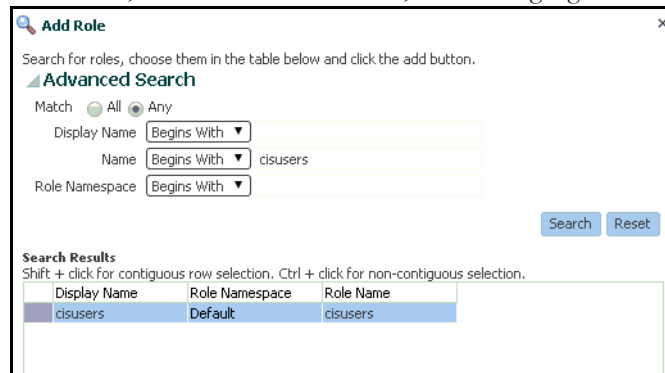 Add Role
Search for roles, choose them in the table below and click the add button.
Advanced Search
Match All Any
Display Name Begins With
Name Begins With cisusers
Role Namespace Begins With
Search Reset
Search Results
Shift + click for contiguous row selection. Ctrl + click for non-contiguous selection.
Display Name Role Namespace Role Name
cisusers Default cisusers